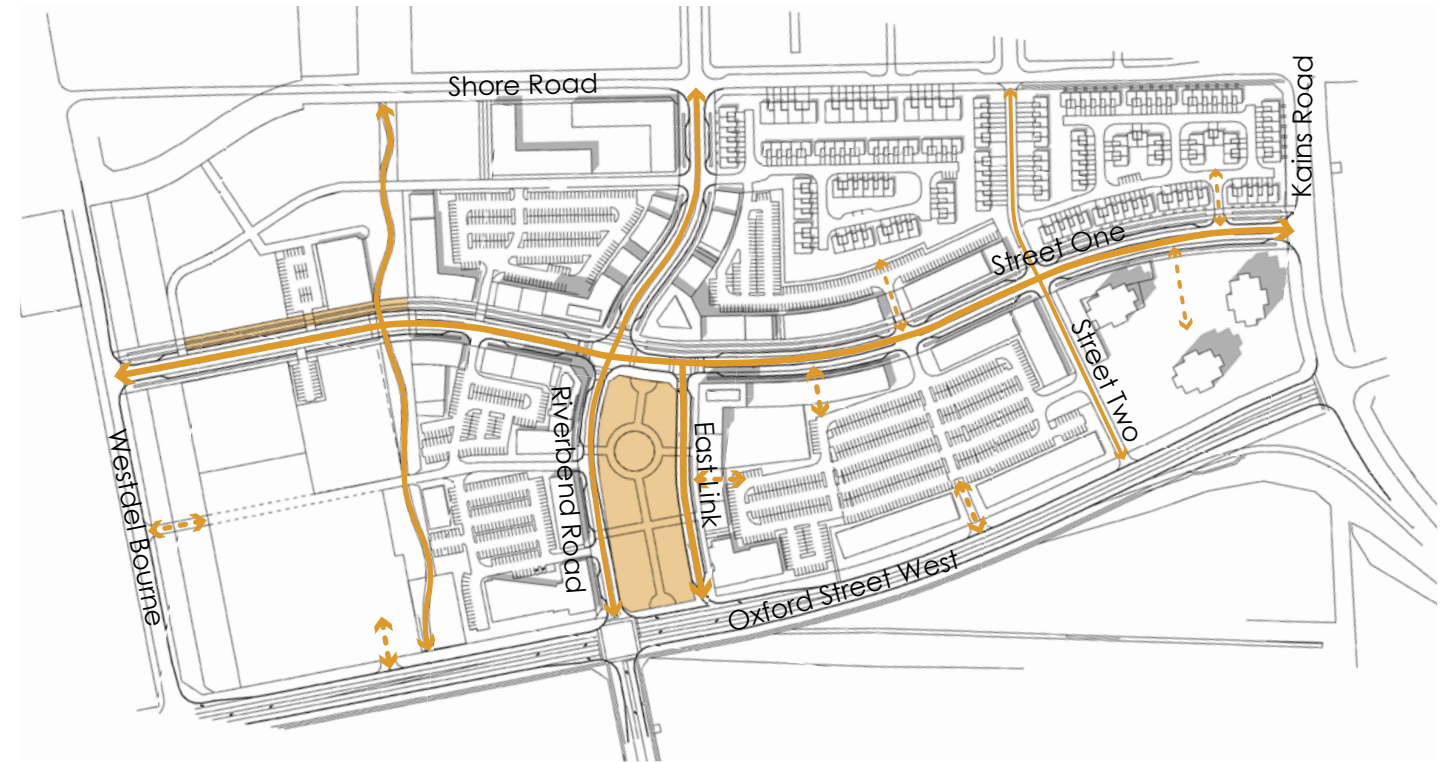 Shore Road
Kains Road
Street One
Street Two
Riverbend Road
East Link
Westdel Bourne
Oxford Street West